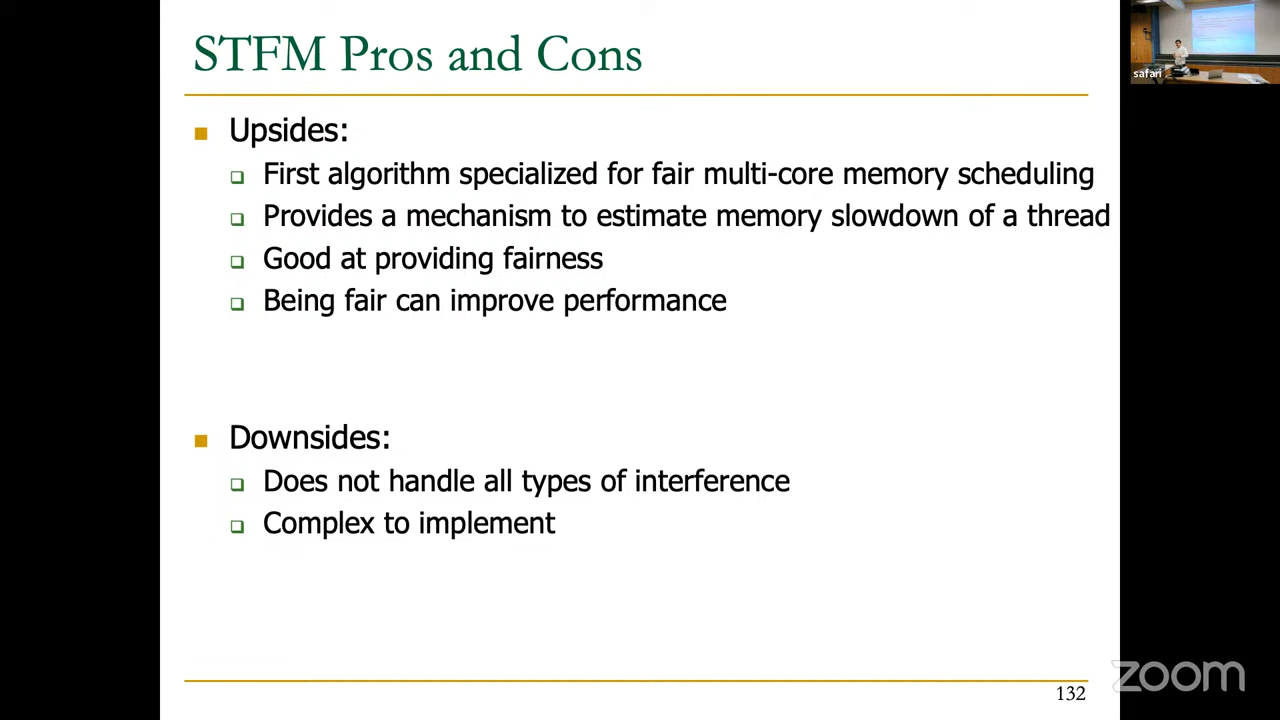 STFM Pros and Cons
safari
Upsides:
First algorithm specialized for fair multi-core memory scheduling
Provides a mechanism to estimate memory slowdown of a thread
Good at providing fairness
Being fair can improve performance
Downsides:
Does not handle all types of interference
Complex to implement
132
zoom